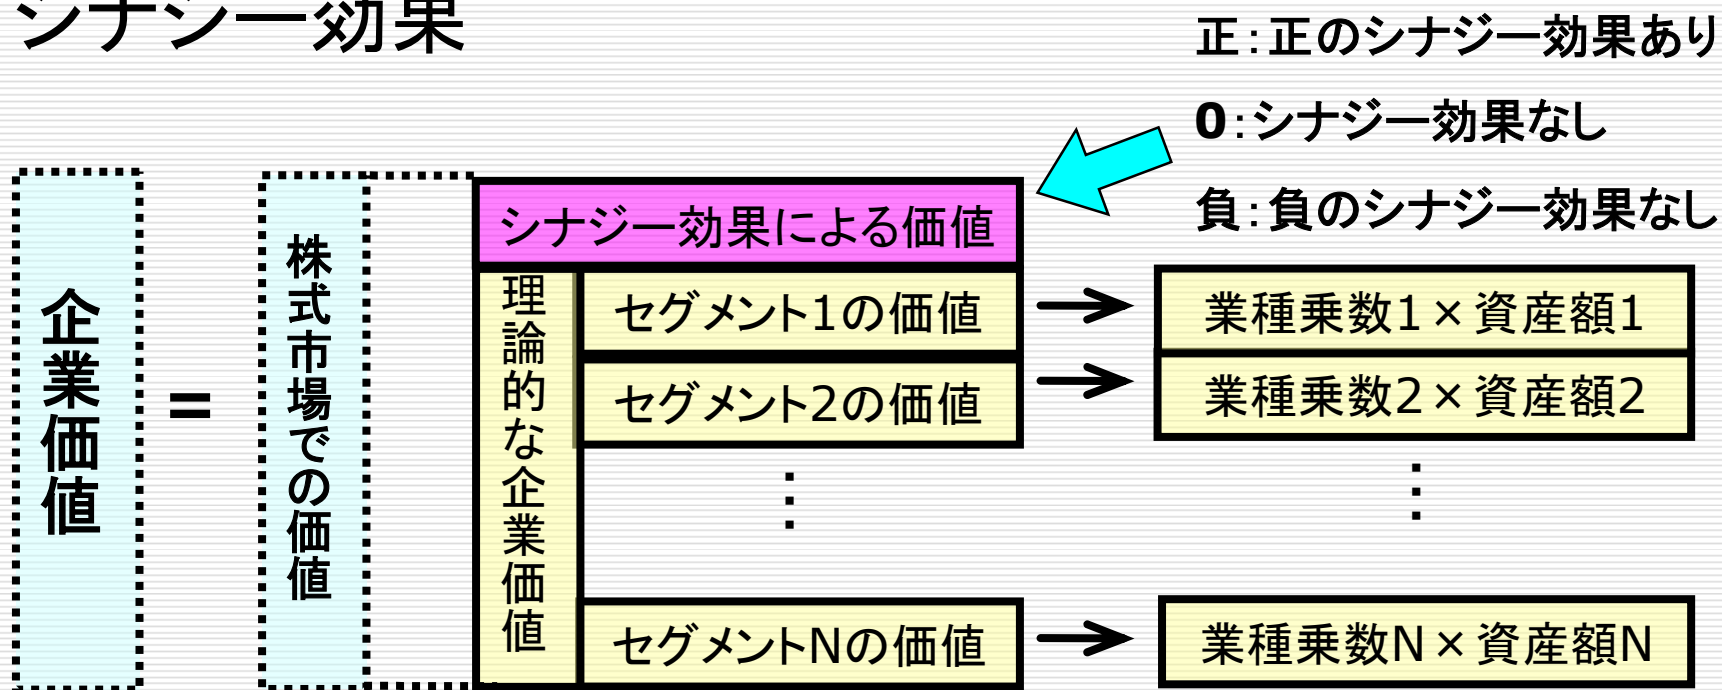 シナジー効果
正：正のシナジー効果あり
0：シナジー効果なし
負：負のシナジー効果なし
企業価値
=
株式市場での価値
シナジー効果による価値
理論的な企業価値
セグメント1の価値
業種乗数1×資産額1
セグメント2の価値
業種乗数2×資産額2
⋮
⋮
セグメントNの価値
業種乗数N×資産額N